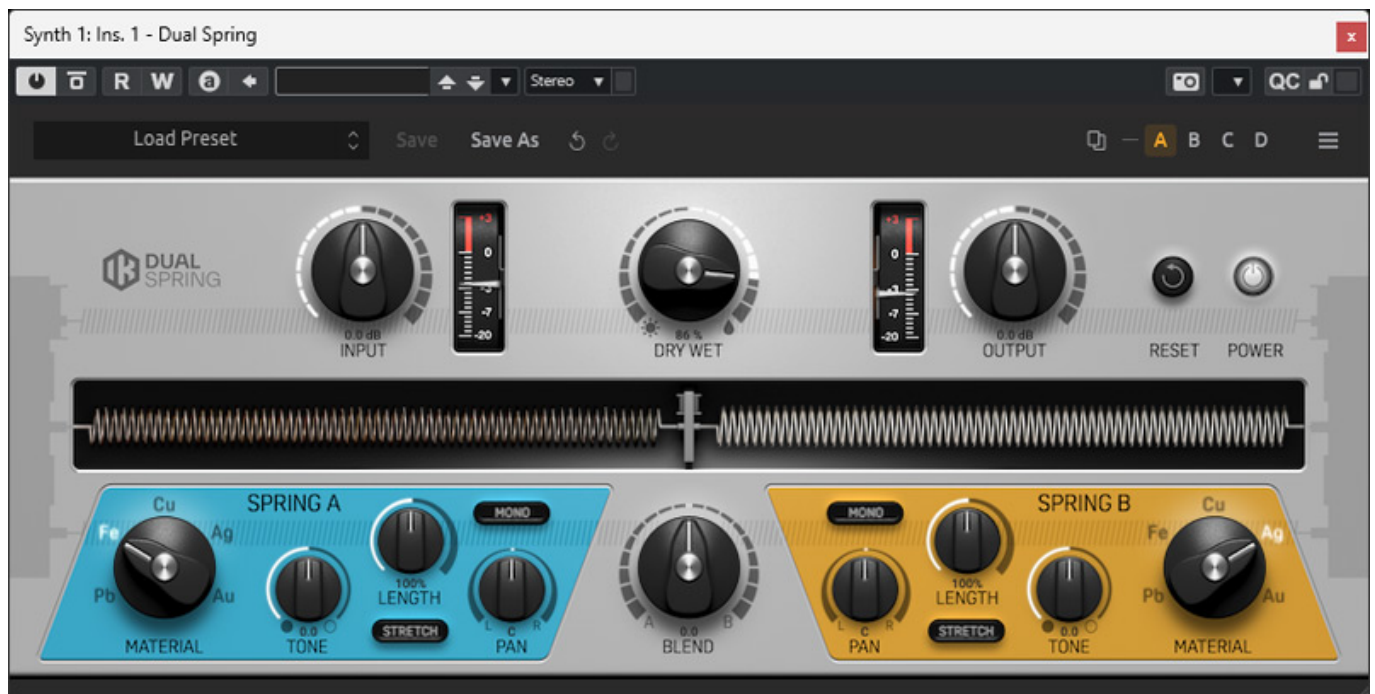 Synth 1: Ins. 1 - Dual Spring
x
R W a Stereo QC
Load Preset Save Save As A B C D
+3 +3
0 0
DUAL
SPRING
-3 -3
-7 -7
-20 -20
0.0 dB 86 % 0.0 dB
INPUT DRY WET OUTPUT RESET POWER
SPRING A SPRING B
Cu MONO MONO Cu
Fe Ag Fe Ag
100% 100%
LENGTH LENGTH
Pb Au Pb Au
L C R A B L C R
0.0 STRETCH 0.0 STRETCH 0.0
MATERIAL TONE PAN BLEND PAN TONE MATERIAL